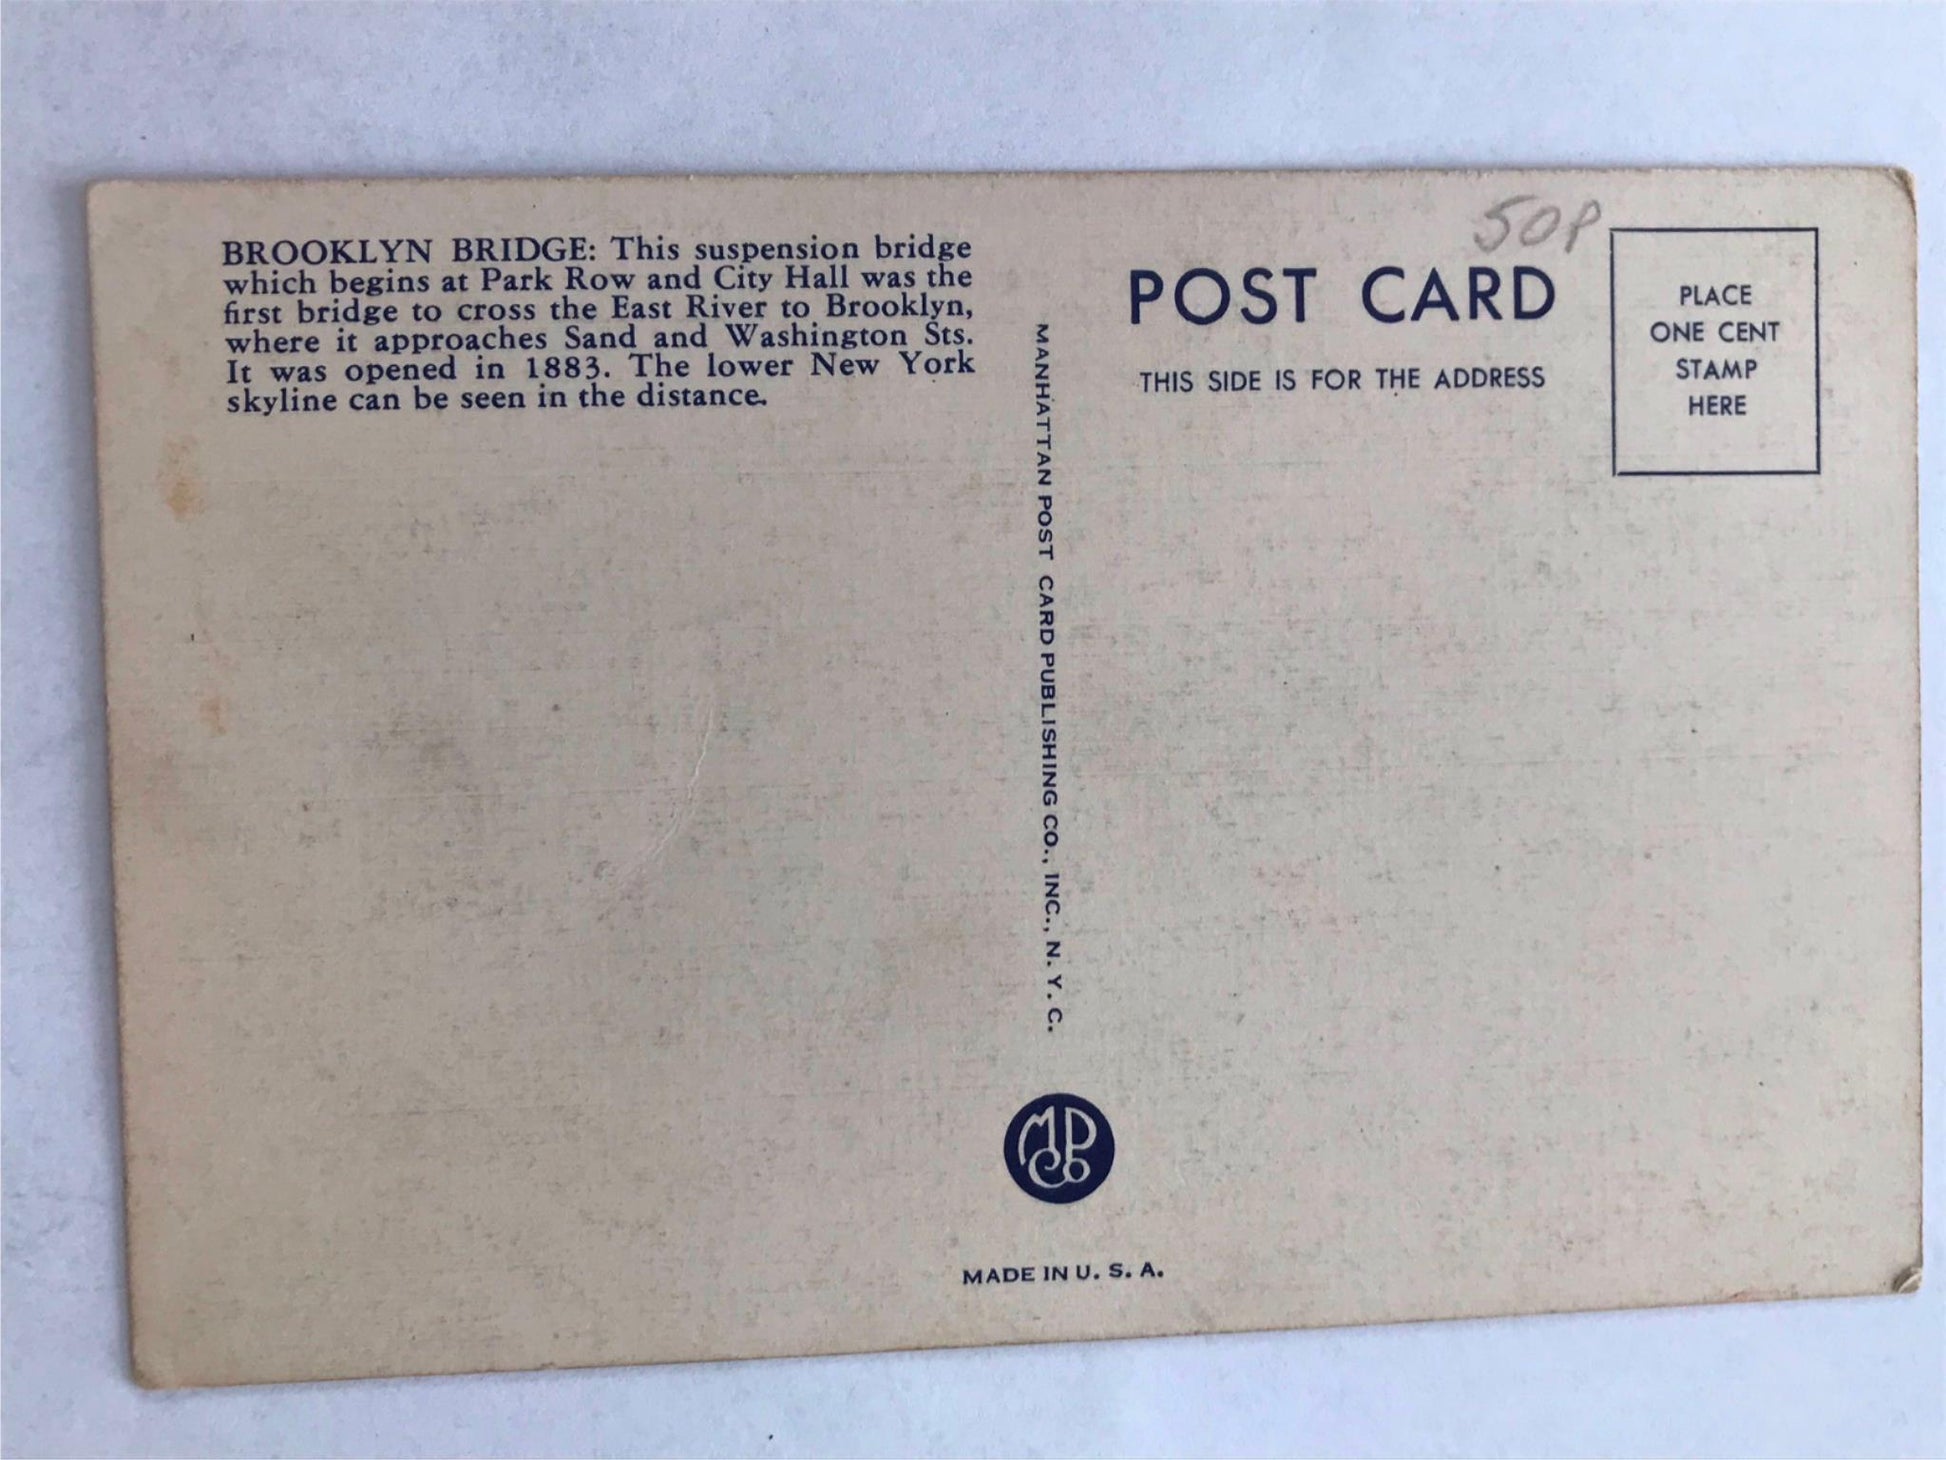 BROOKLYN BRIDGE: This suspension bridge
which begins at Park Row and City Hall was the
first bridge to cross the East River to Brooklyn,
where it approaches Sand and Washington Sts.
It was opened in 1883. The lower New York
skyline can be seen in the distance.
MANHATTAN POST CARD PUBLISHING CO., INC., N. Y. C.
50P
POST CARD
THIS SIDE IS FOR THE ADDRESS
PLACE
ONE CENT
STAMP
HERE
MPCo
MADE IN U. S. A.